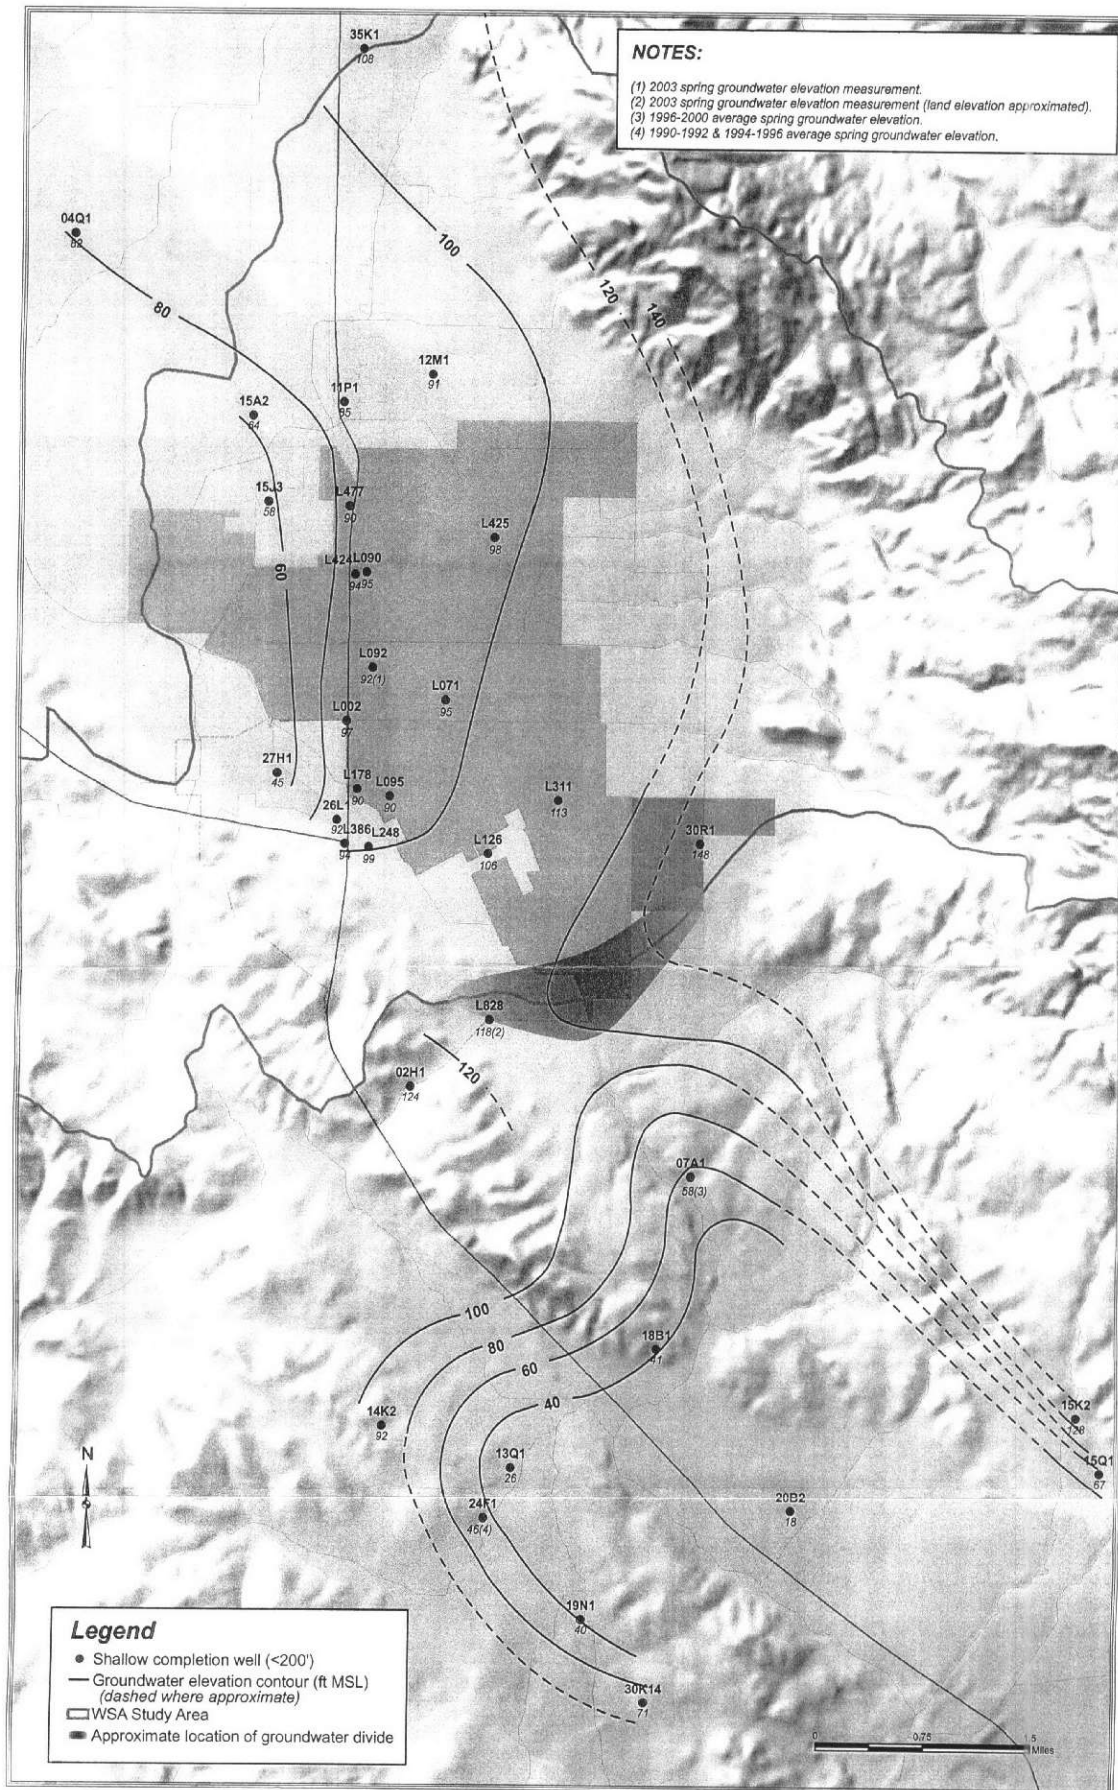 35K1
108
NOTES:
(1) 2003 spring groundwater elevation measurement.
(2) 2003 spring groundwater elevation measurement (land elevation approximated).
(3) 1996-2000 average spring groundwater elevation.
(4) 1990-1992 & 1994-1996 average spring groundwater elevation.
04Q1
82
100
80
120
140
12M1
91
11P1
85
15A2
64
15J3
58
L477
90
L425
98
L424
L090
94
95
60
L092
92(1)
L071
95
L002
97
27H1
45
L178
90
L095
90
L311
113
26L1
92
L386
94
L248
99
L126
106
30R1
148
L828
118(2)
120
02H1
124
07A1
58(3)
100
80
60
40
18B1
41
14K2
92
15K2
128
15Q1
67
13Q1
26
24F1
46(4)
20B2
18
N
19N1
40
30K14
71
Legend
Shallow completion well (<200')
Groundwater elevation contour (ft MSL)
(dashed where approximate)
WSA Study Area
Approximate location of groundwater divide
0 0.75 1.5
Miles